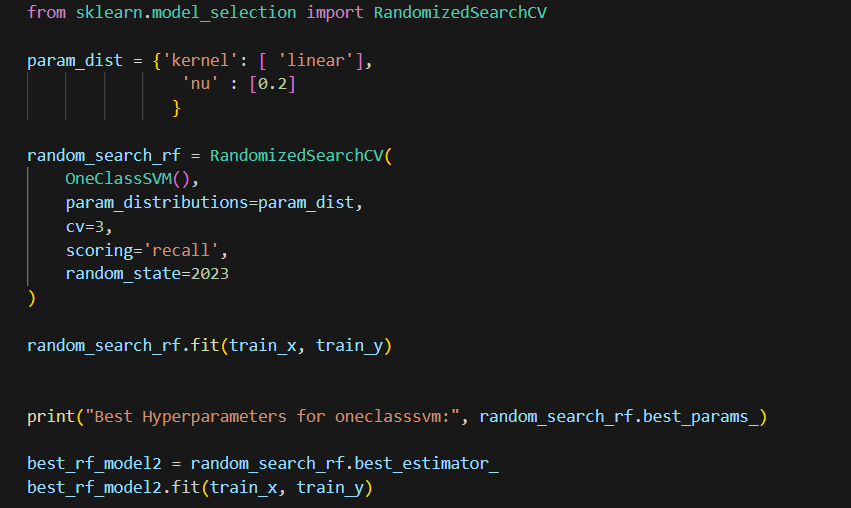 from sklearn.model_selection import RandomizedSearchCV
param_dist = {'kernel': [ 'linear'],
'nu' : [0.2]
}
random_search_rf = RandomizedSearchCV(
OneClassSVM(),
param_distributions=param_dist,
cv=3,
scoring='recall',
random_state=2023
)
random_search_rf.fit(train_x, train_y)
print("Best Hyperparameters for oneclasssvm:", random_search_rf.best_params_)
best_rf_model2 = random_search_rf.best_estimator_
best_rf_model2.fit(train_x, train_y)